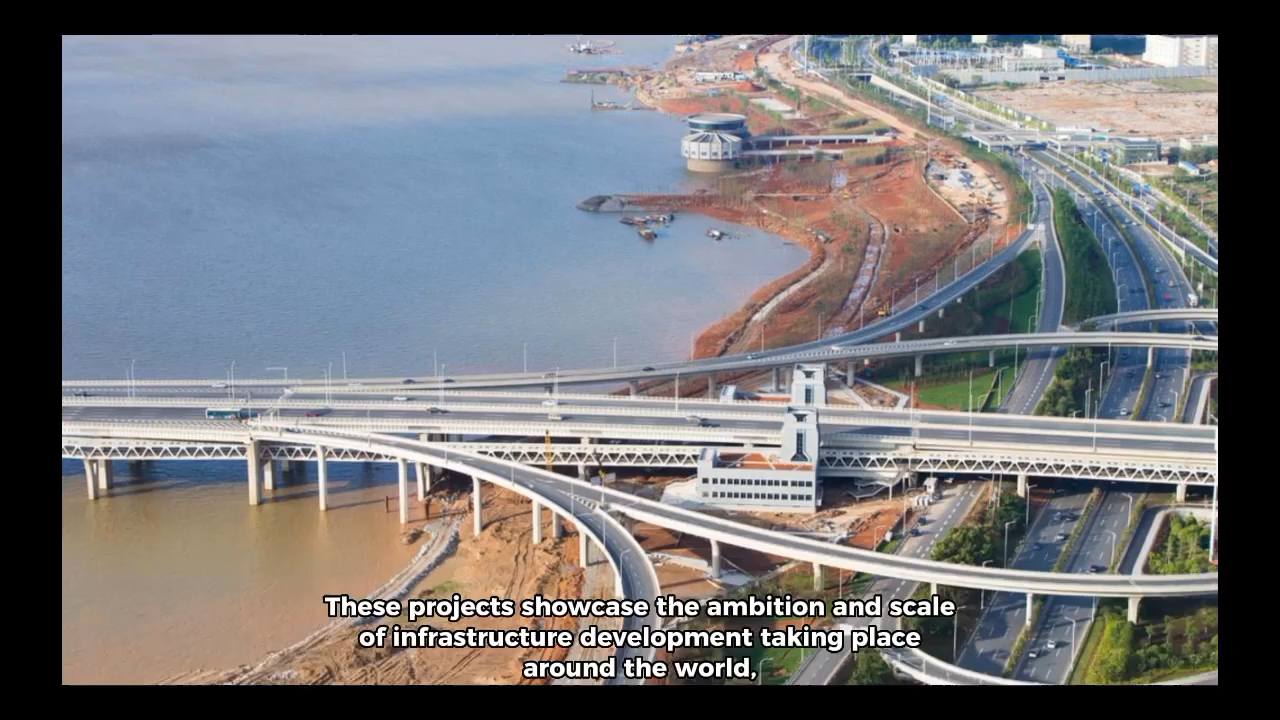 These projects showcase the ambition and scale
of infrastructure development taking place
around the world,